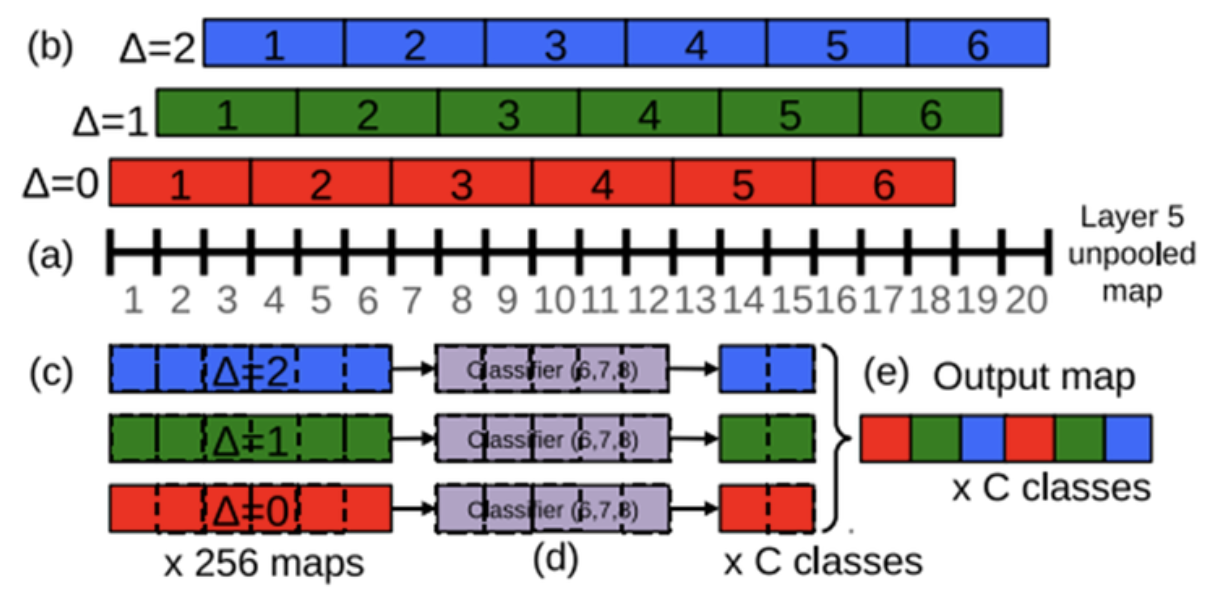 (b) Δ=2 1 2 3 4 5 6
Δ=1 1 2 3 4 5 6
Δ=0 1 2 3 4 5 6
(a)
Layer 5
unpooled
map
1 2 3 4 5 6 7 8 9 10 11 12 13 14 15 16 17 18 19 20
(c) Δ=2 Classifier (6,7,8)
Δ=1 Classifier (6,7,8)
Δ=0 Classifier (6,7,8)
x 256 maps
(d)
x C classes
(e) Output map
x C classes